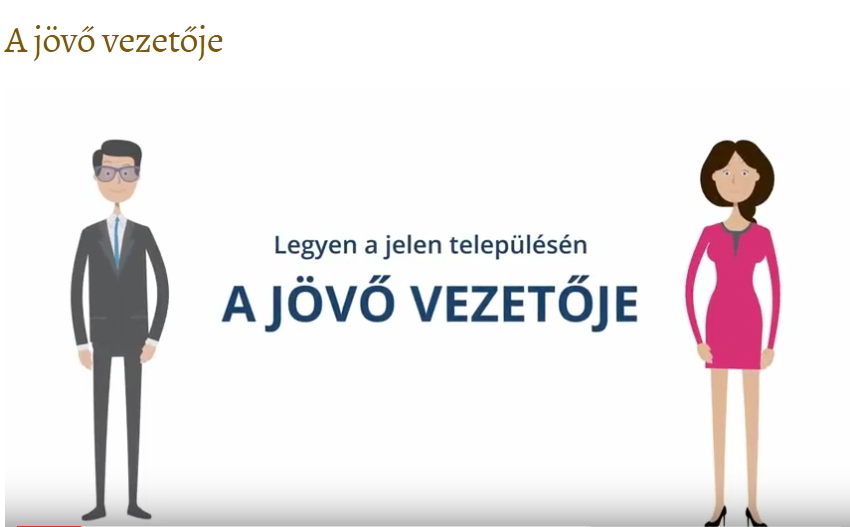 A jövő vezetője
Legyen a jelen településén
A JÖVŐ VEZETŐJE